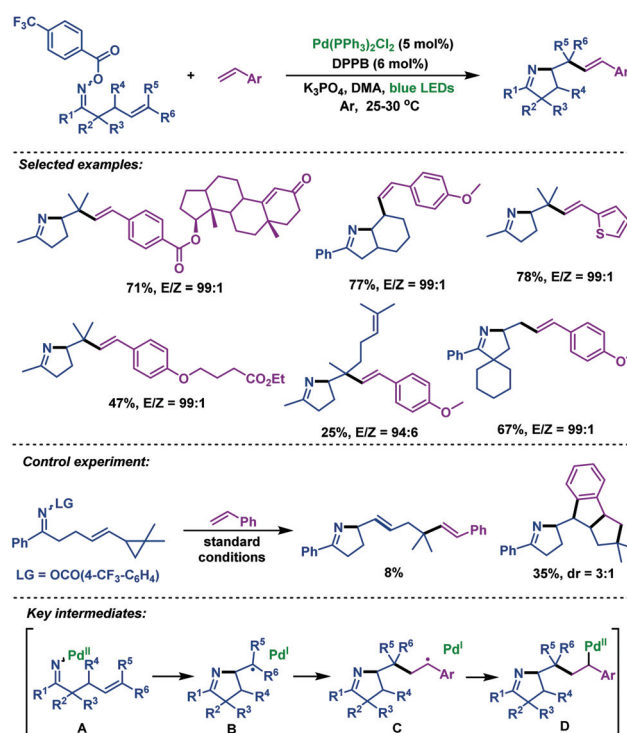 F₃C
O
O
N
R⁴
R⁵
R¹
R⁶
R² R³
+
Ar
Pd(PPh₃)₂Cl₂ (5 mol%)
DPPB (6 mol%)
K₃PO₄, DMA, blue LEDs
Ar, 25-30 °C
R⁵ R⁶
N
Ar
R¹
R⁴
R² R³
Selected examples:
N
O
O
O
71%, E/Z = 99:1
N
Ph
O
77%, E/Z = 99:1
N
S
78%, E/Z = 99:1
N
O
CO₂Et
47%, E/Z = 99:1
N
O
25%, E/Z = 94:6
Ph
N
67%, E/Z = 99:1
Control experiment:
LG
N
Ph
LG = OCO(4-CF₃-C₆H₄)
Ph
standard
conditions
N
Ph
Ph
8%
N
Ph
35%, dr = 3:1
Key intermediates:
N
Pdᴵᴵ
R⁴
R⁵
R¹
R⁶
R² R³
A
R⁵
Pdᴵ
N
R⁶
R¹
R⁴
R² R³
B
R⁵ R⁶
Pdᴵ
N
Ar
R¹
R⁴
R² R³
C
R⁵ R⁶
Pdᴵᴵ
N
Ar
R¹
R⁴
R² R³
D